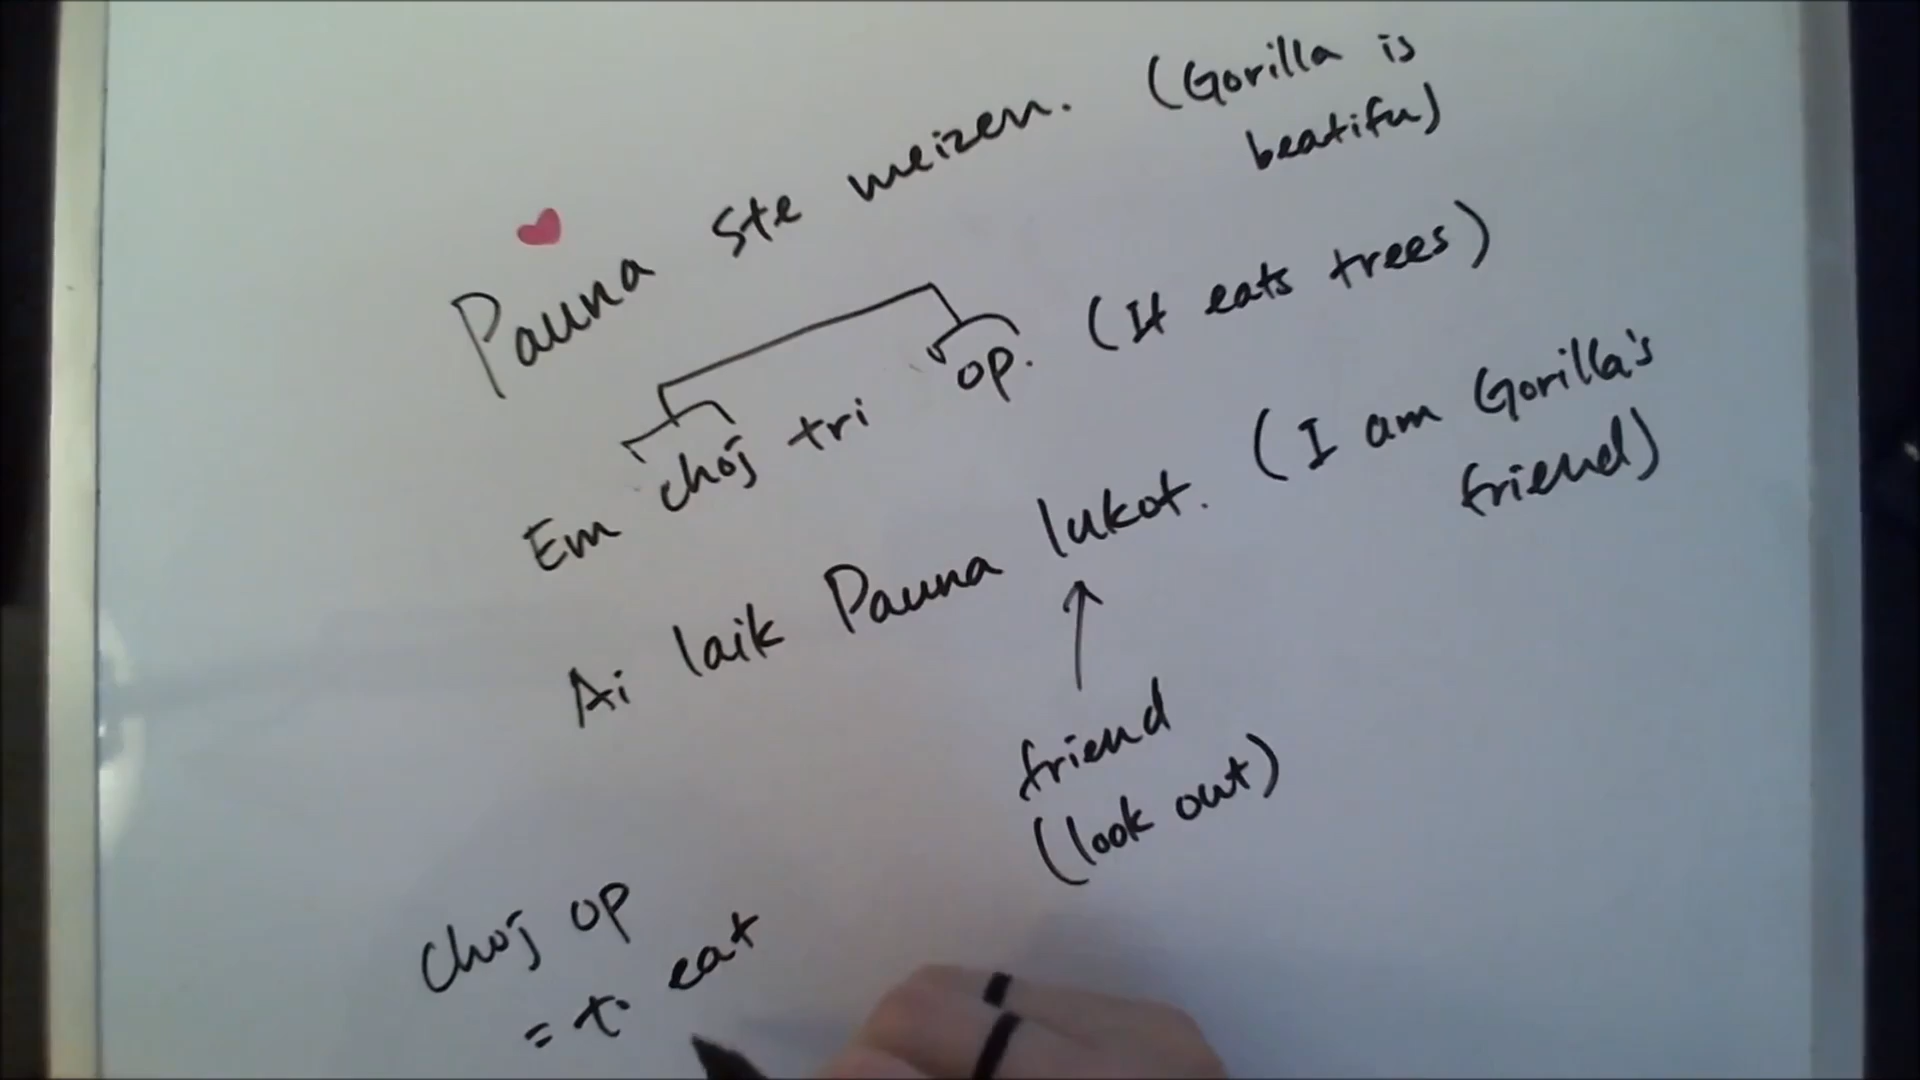 Pauna ste meizen. (Gorilla is
beatiful)
Em choj tri op. (It eats trees)
Ai laik Pauna lukot. (I am Gorilla's
friend)
friend
(look out)
choj op
= to eat